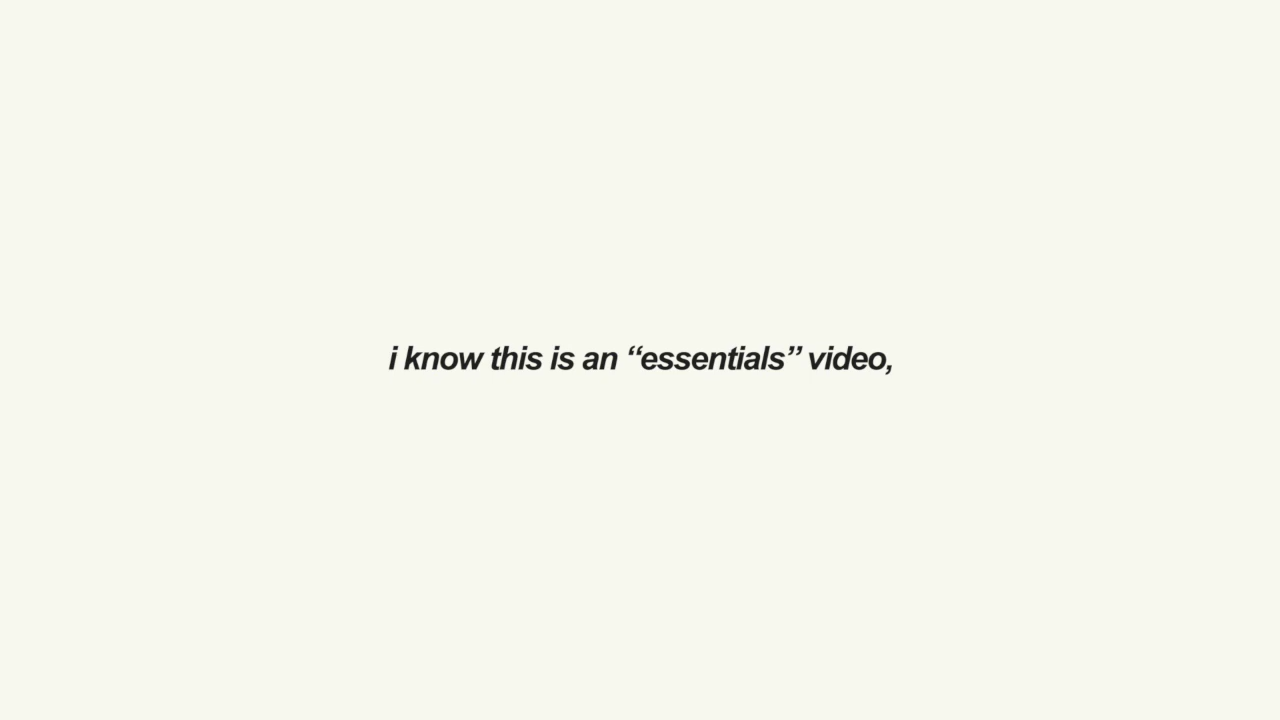 i know this is an “essentials” video,